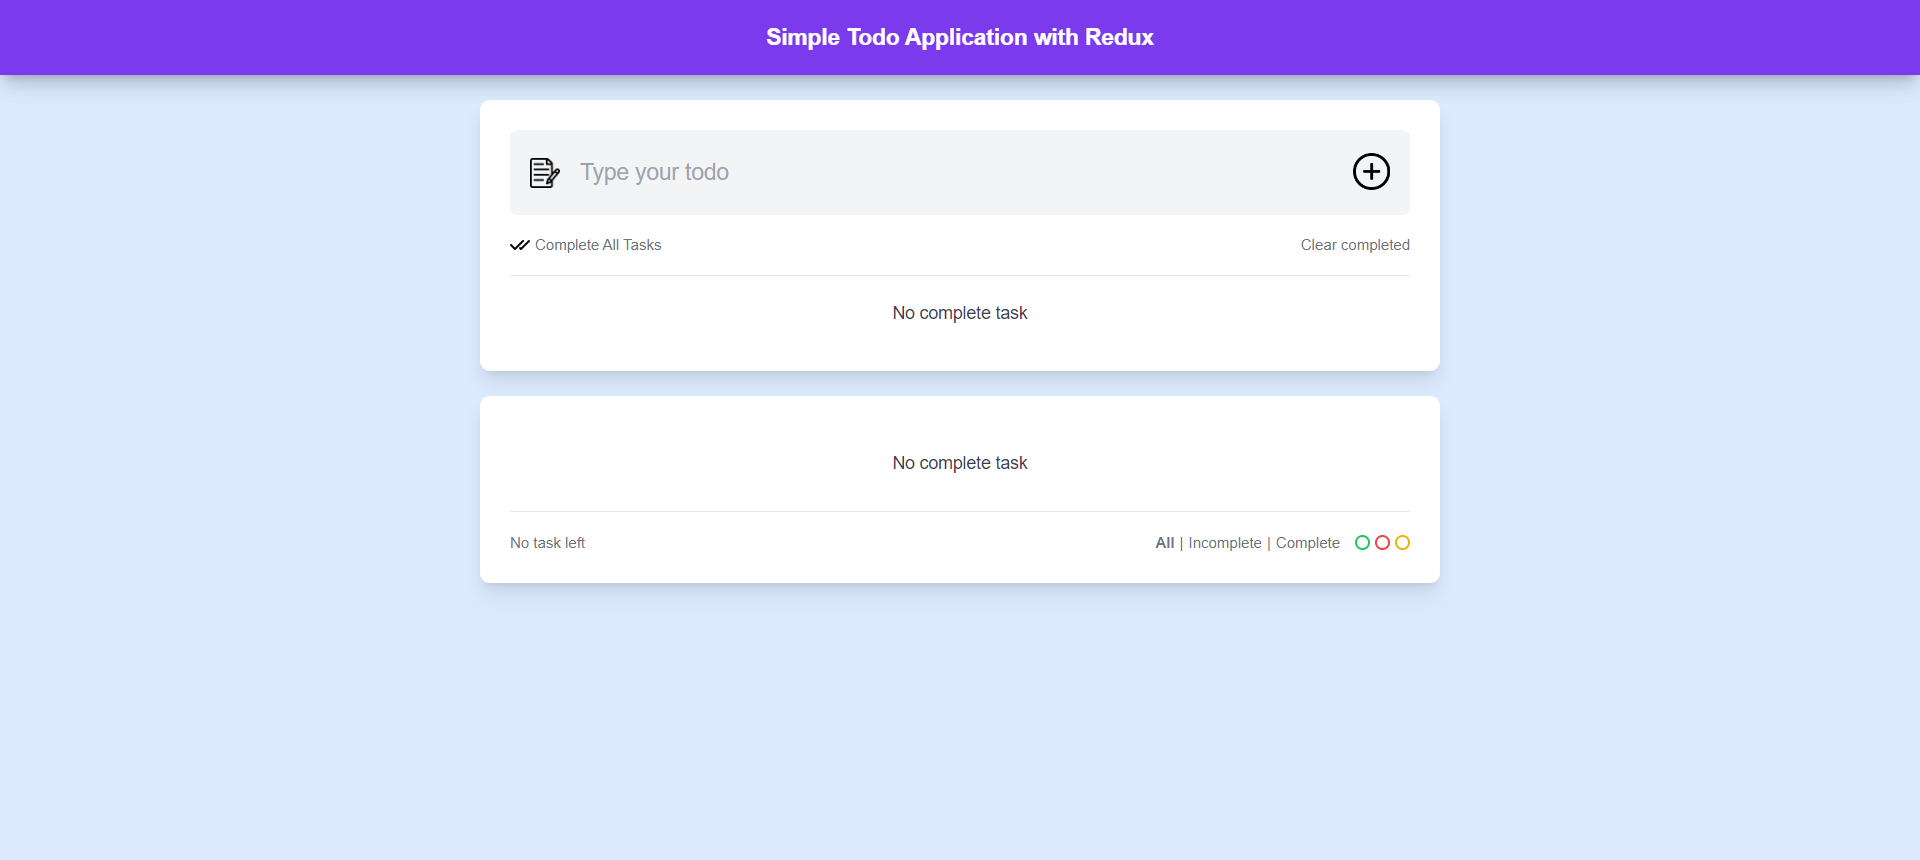 Simple Todo Application with Redux
Type your todo
Complete All Tasks
Clear completed
No complete task
No complete task
No task left
All | Incomplete | Complete